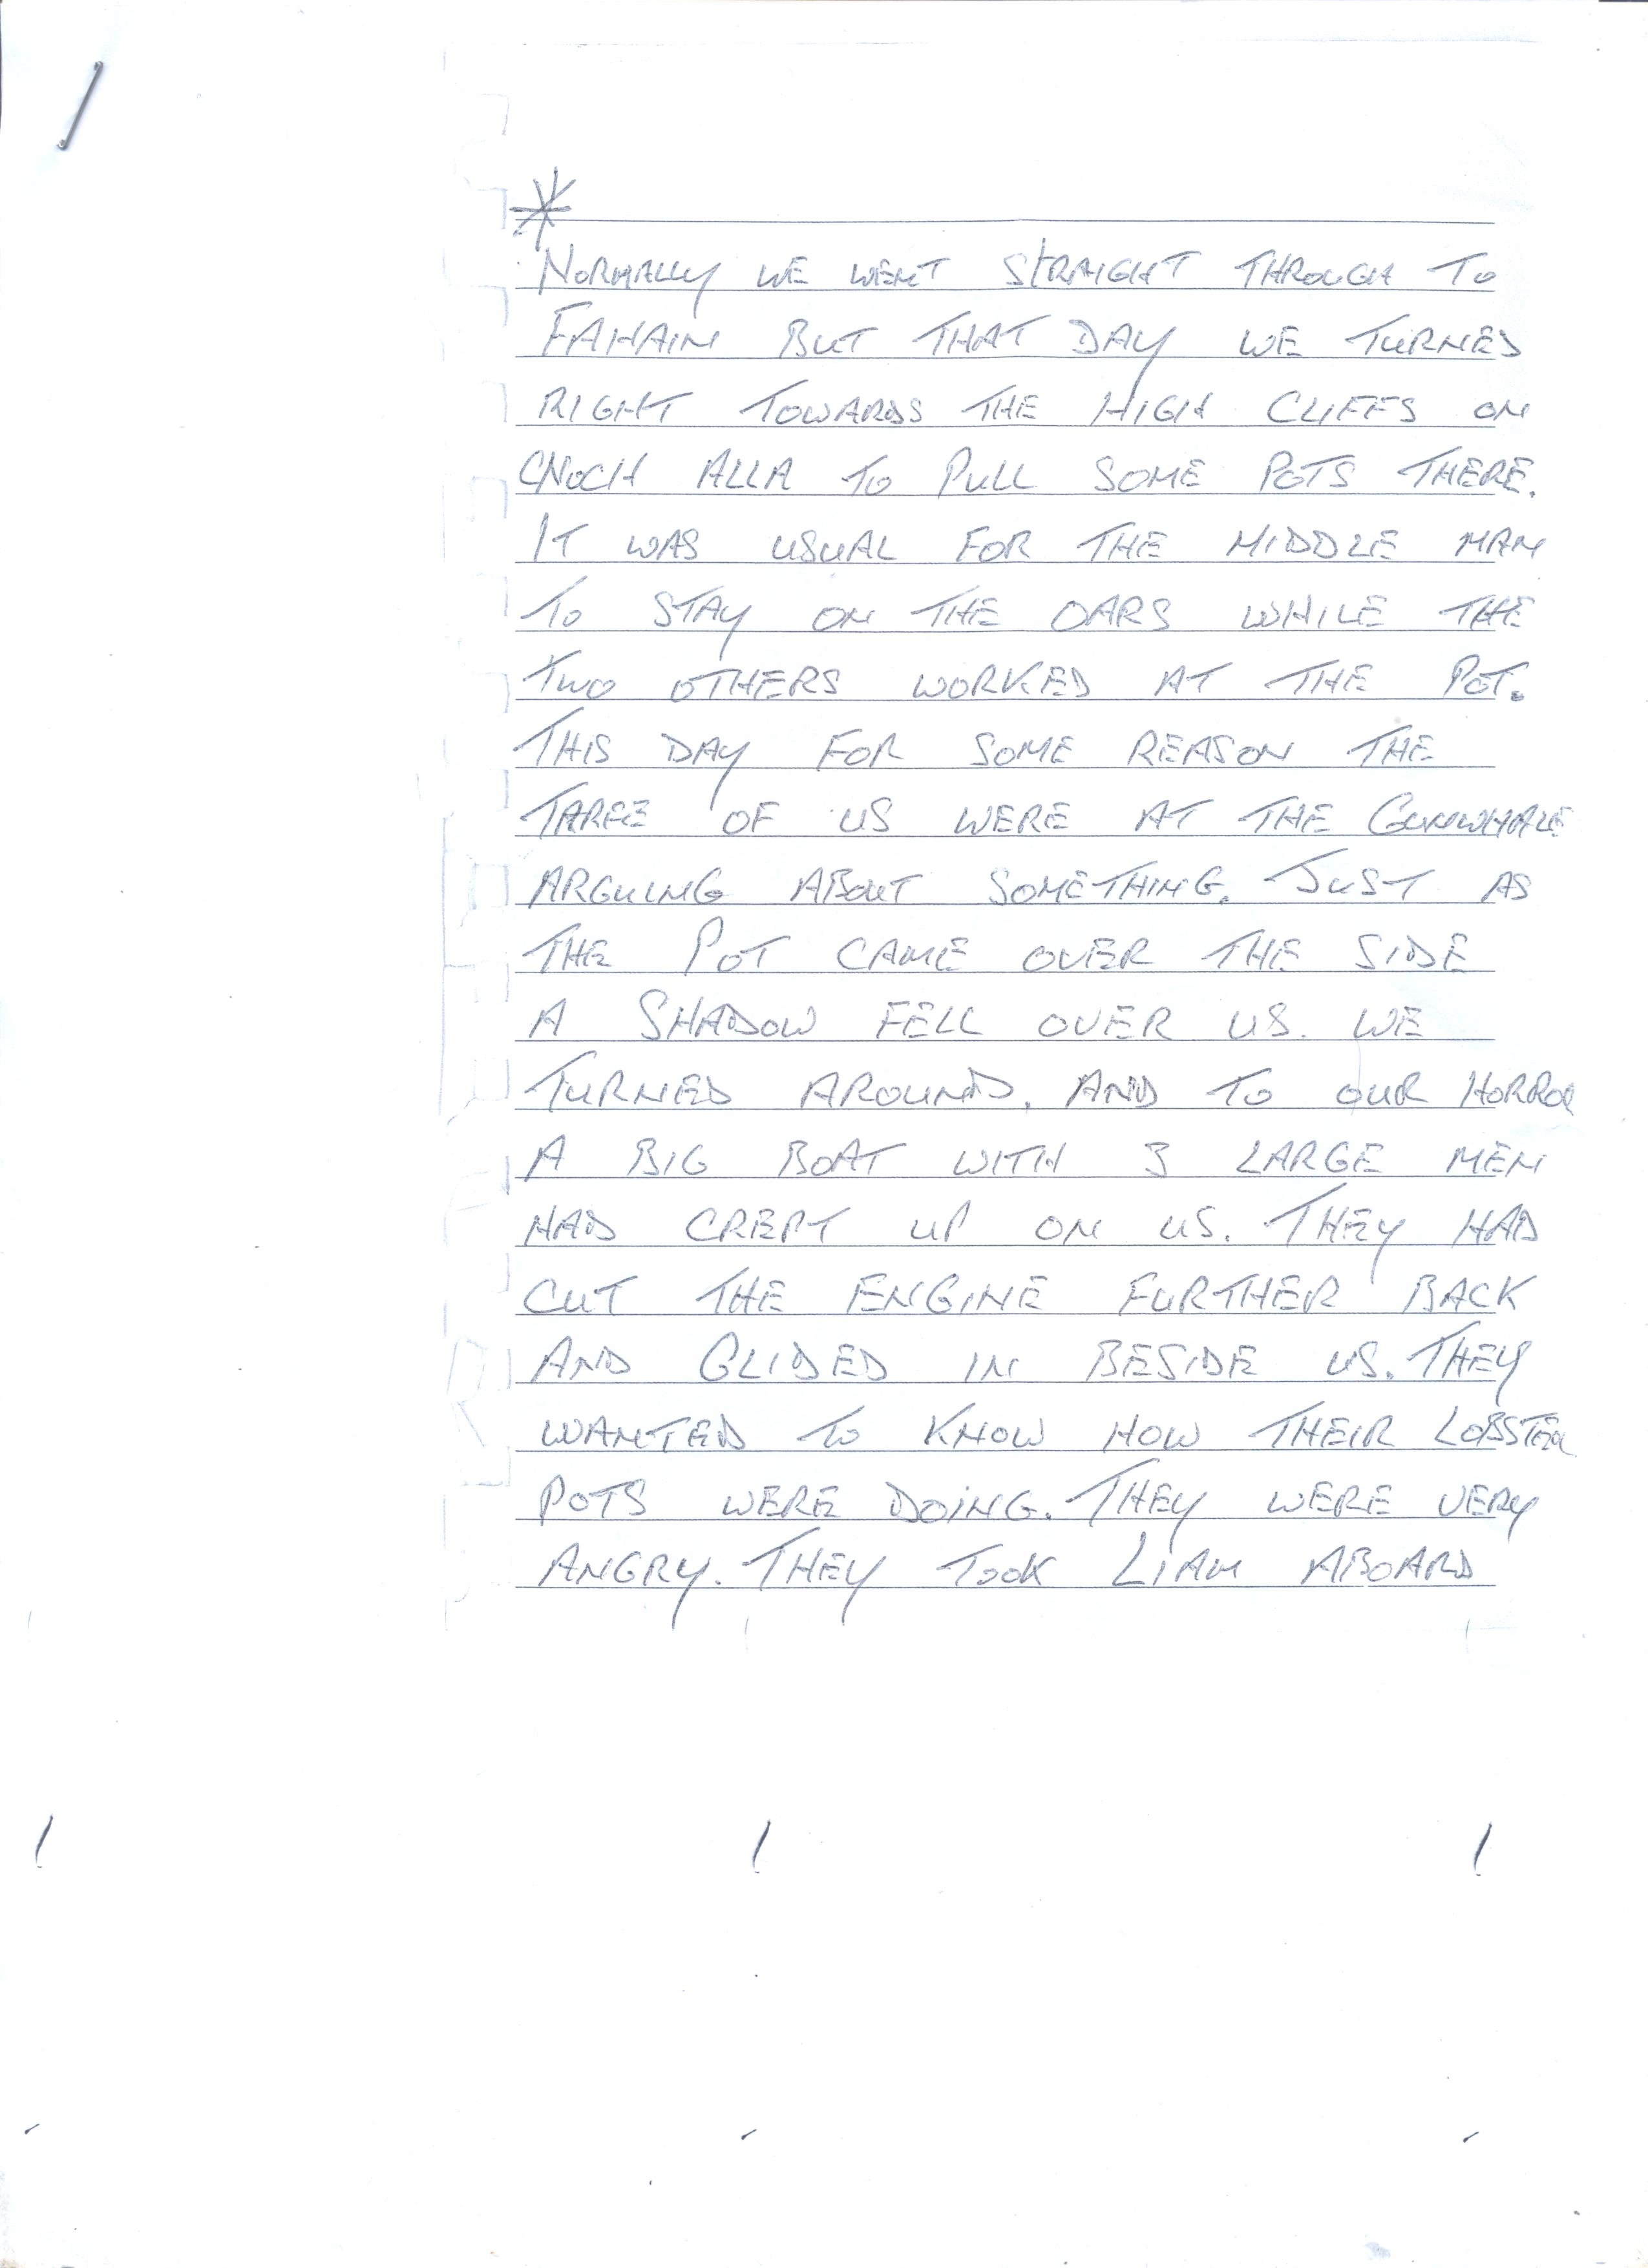 *
NORMALLY WE WENT STRAIGHT THROUGH TO
FAHAIN BUT THAT DAY WE TURNED
RIGHT TOWARDS THE HIGH CLIFFS ON
CNOCH ALLA TO PULL SOME POTS THERE.
IT WAS USUAL FOR THE MIDDLE MAN
TO STAY ON THE OARS WHILE THE
TWO OTHERS WORKED AT THE POT.
THIS DAY FOR SOME REASON THE
THREE OF US WERE AT THE GUNWHALE
ARGUING ABOUT SOMETHING. JUST AS
THE POT CAME OVER THE SIDE
A SHADOW FELL OVER US. WE
TURNED AROUND, AND TO OUR HORROR
A BIG BOAT WITH 3 LARGE MEN
HAD CREPT UP ON US. THEY HAD
CUT THE ENGINE FURTHER BACK
AND GLIDED IN BESIDE US. THEY
WANTED TO KNOW HOW THEIR LOBSTER
POTS WERE DOING. THEY WERE VERY
ANGRY. THEY TOOK LIAM ABOARD